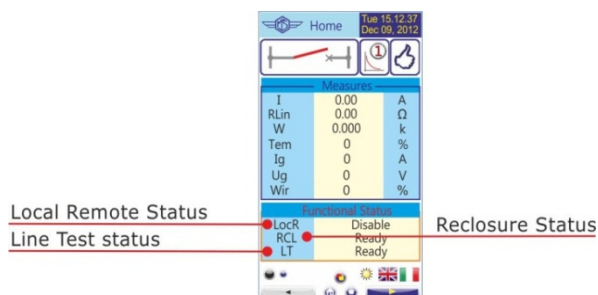 Home
Tue 15.12.37
Dec 09, 2012
1
Measures
I 0.00 A
RLin 0.00 Ω
W 0.000 k
Tem 0 %
Ig 0 A
Ug 0 V
Wir 0 %
Functional Status
Local Remote Status
LocR Disable
Reclosure Status
RCL Ready
Line Test status
LT Ready